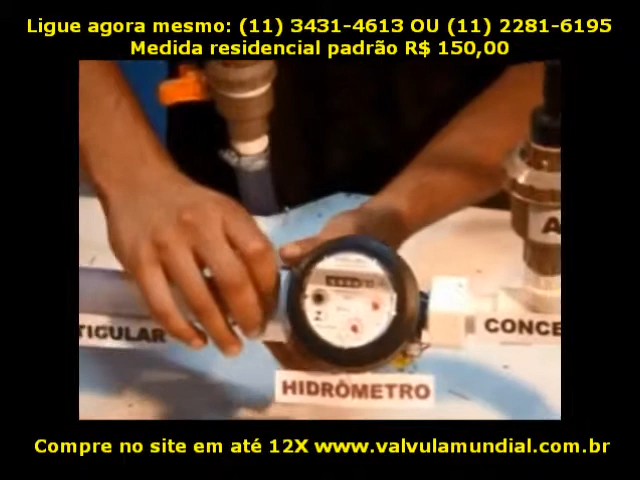 Ligue agora mesmo: (11) 3431-4613 OU (11) 2281-6195
Medida residencial padrão R$ 150,00
TICULAR
HIDRÔMETRO
A
CONCE
Compre no site em até 12X www.valvulamundial.com.br